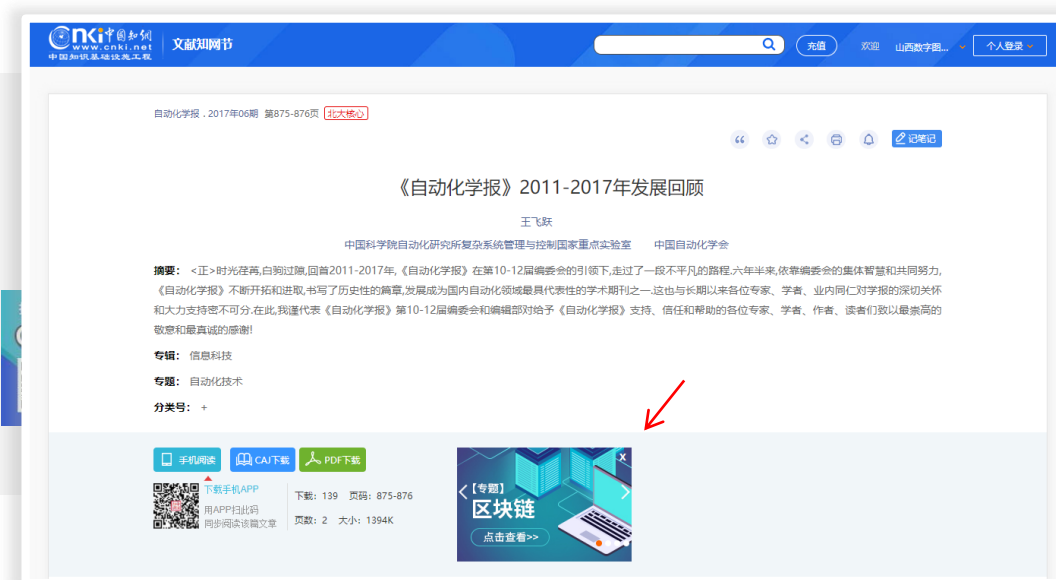 cnki中国知网
www.cnki.net
中国知识基础设施工程
文献知网节
充值
欢迎 山西数字图...
个人登录
自动化学报 . 2017年06期 第875-876页 北大核心
记笔记
《自动化学报》2011-2017年发展回顾
王飞跃
中国科学院自动化研究所复杂系统管理与控制国家重点实验室 中国自动化学会
摘要: <正>时光荏苒,白驹过隙,回首2011-2017年,《自动化学报》在第10-12届编委会的引领下,走过了一段不平凡的路程.六年半来,依靠编委会的集体智慧和共同努力,
《自动化学报》不断开拓和进取,书写了历史性的篇章,发展成为国内自动化领域最具代表性的学术期刊之一.这也与长期以来各位专家、学者、业内同仁对学报的深切关怀
和大力支持密不可分.在此,我谨代表《自动化学报》第10-12届编委会和编辑部对给予《自动化学报》支持、信任和帮助的各位专家、学者、作者、读者们致以最崇高的
敬意和最真诚的感谢!
专辑: 信息科技
专题: 自动化技术
分类号: +
手机阅读 CAJ下载 PDF下载
下载手机APP
用APP扫此码
同步阅读该篇文章
下载: 139 页码: 875-876
页数: 2 大小: 1394K
x
【专题】
区块链
点击查看>>